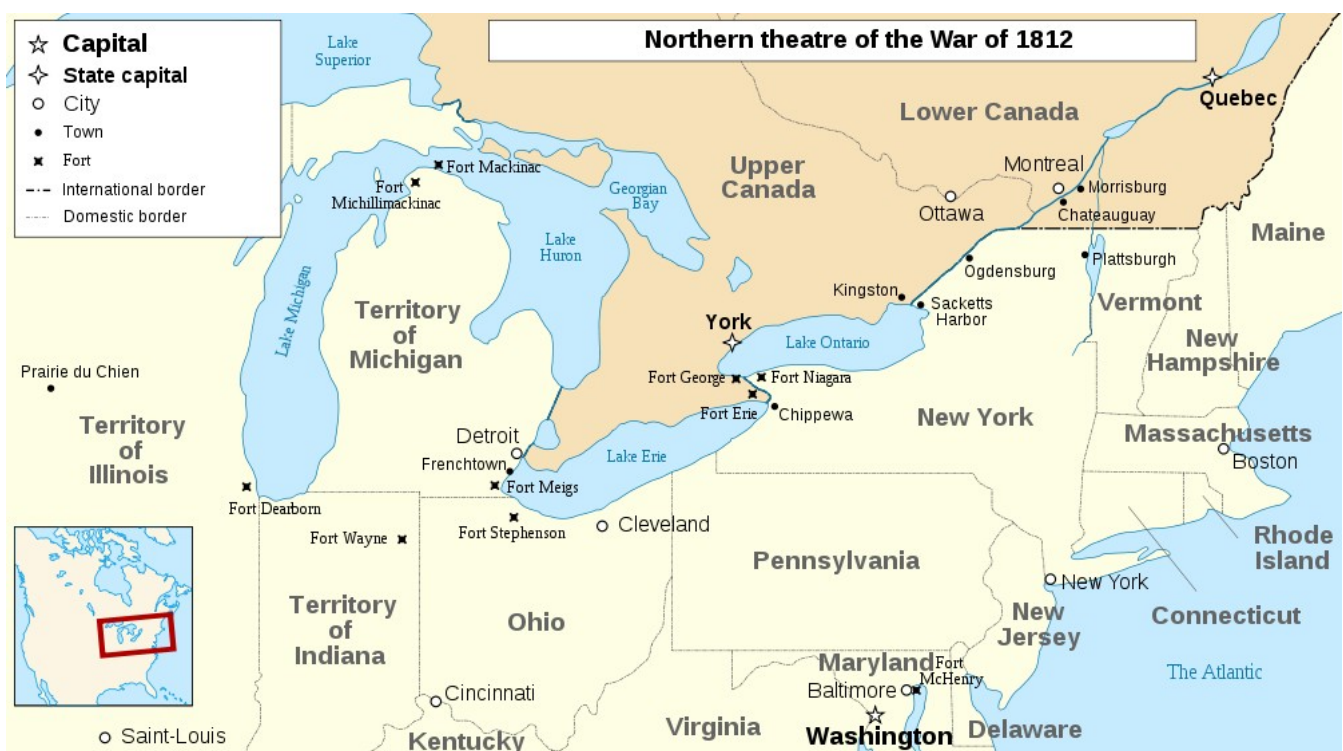 Northern theatre of the War of 1812
Capital
State capital
City
Town
Fort
International border
Domestic border
Lake
Superior
Lower Canada
Quebec
Upper
Canada
Montreal
Morrisburg
Chateauguay
Ottawa
Fort Mackinac
Fort
Michillimackinac
Georgian
Bay
Lake
Huron
Lake Michigan
Maine
Ogdensburg
Plattsburgh
Kingston
Sacketts
Harbor
Vermont
New
Hampshire
Territory
of
Michigan
York
Lake Ontario
Prairie du Chien
Fort George
Fort Niagara
Fort Erie
Chippewa
New York
Territory
of
Illinois
Detroit
Frenchtown
Lake Erie
Massachusetts
Boston
Fort Meigs
Fort Dearborn
Fort Stephenson
Cleveland
Fort Wayne
Rhode
Island
Pennsylvania
New York
Territory
of
Indiana
Ohio
New
Jersey
Connecticut
Maryland
Fort
McHenry
Baltimore
The Atlantic
Cincinnati
Saint-Louis
Kentucky
Virginia
Washington
Delaware